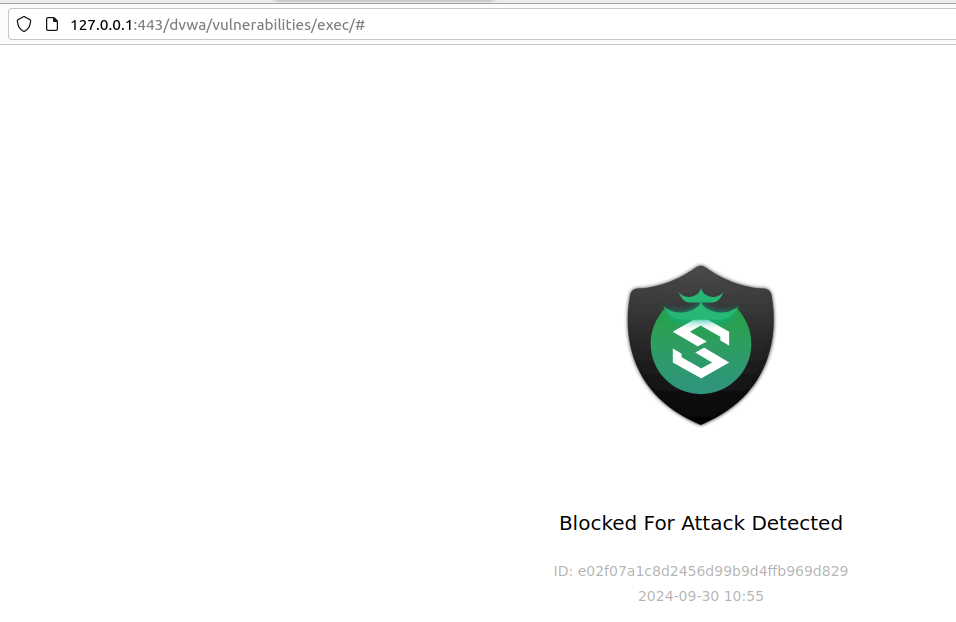 127.0.0.1:443/dvwa/vulnerabilities/exec/#
Blocked For Attack Detected
ID: e02f07a1c8d2456d99b9d4ffb969d829
2024-09-30 10:55